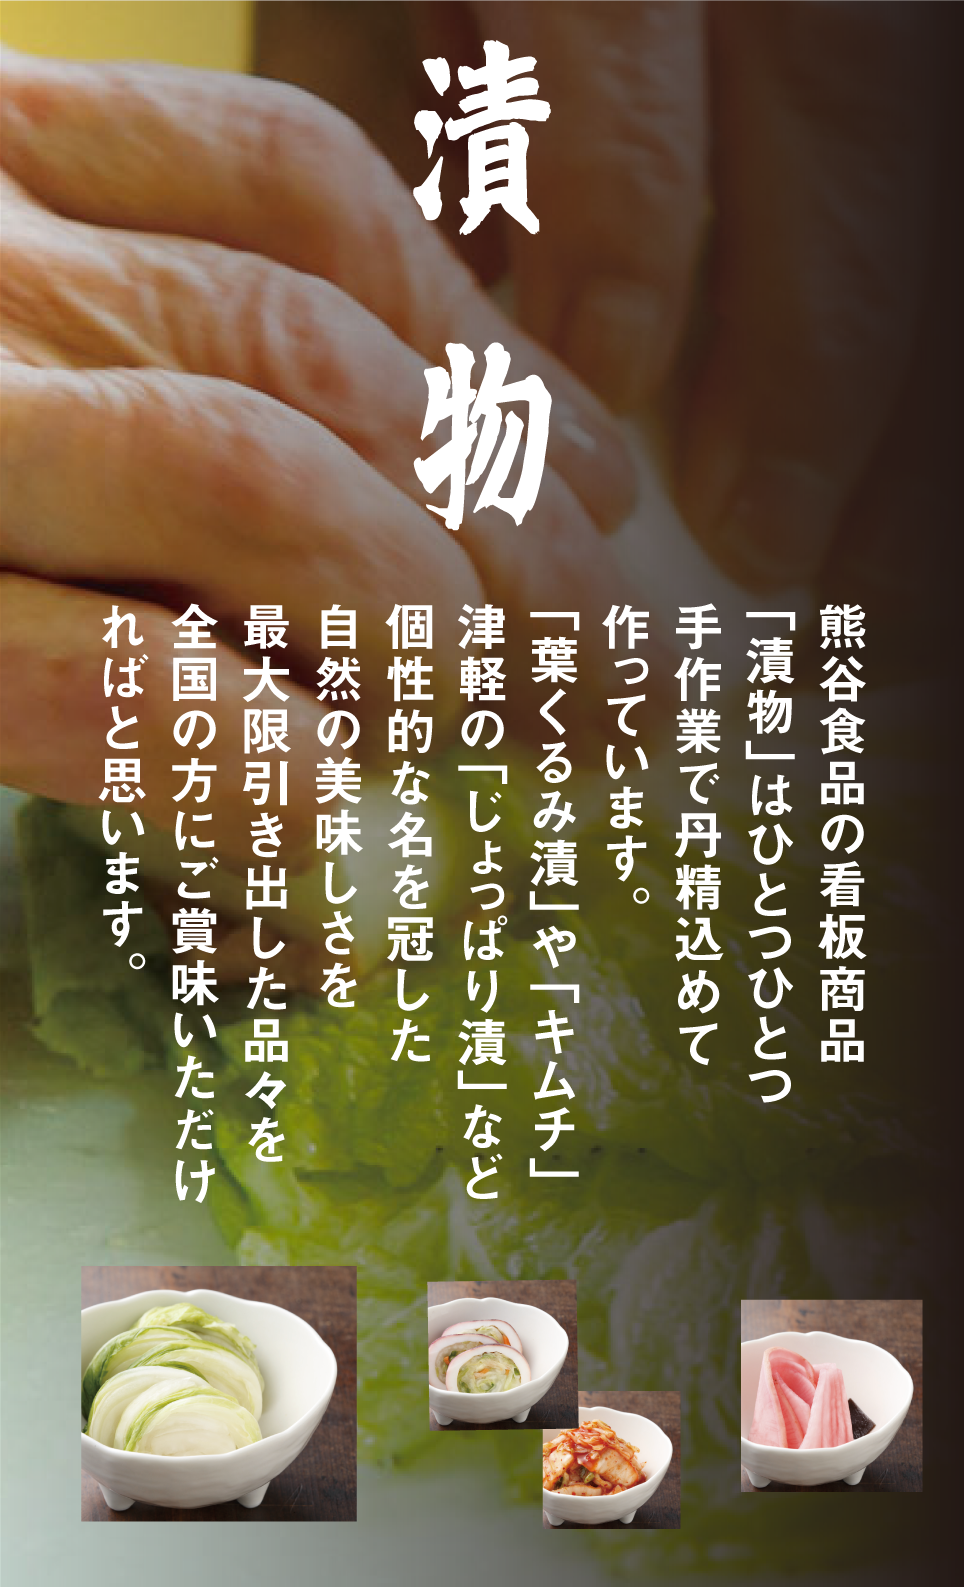 漬物
熊谷食品の看板商品
「漬物」はひとつひとつ
手作業で丹精込めて
作っています。
「葉くるみ漬」や「キムチ」
津軽の「じょっぱり漬」など
個性的な名を冠した
自然の美味しさを
最大限引き出した品々を
全国の方にご賞味いただけ
ればと思います。